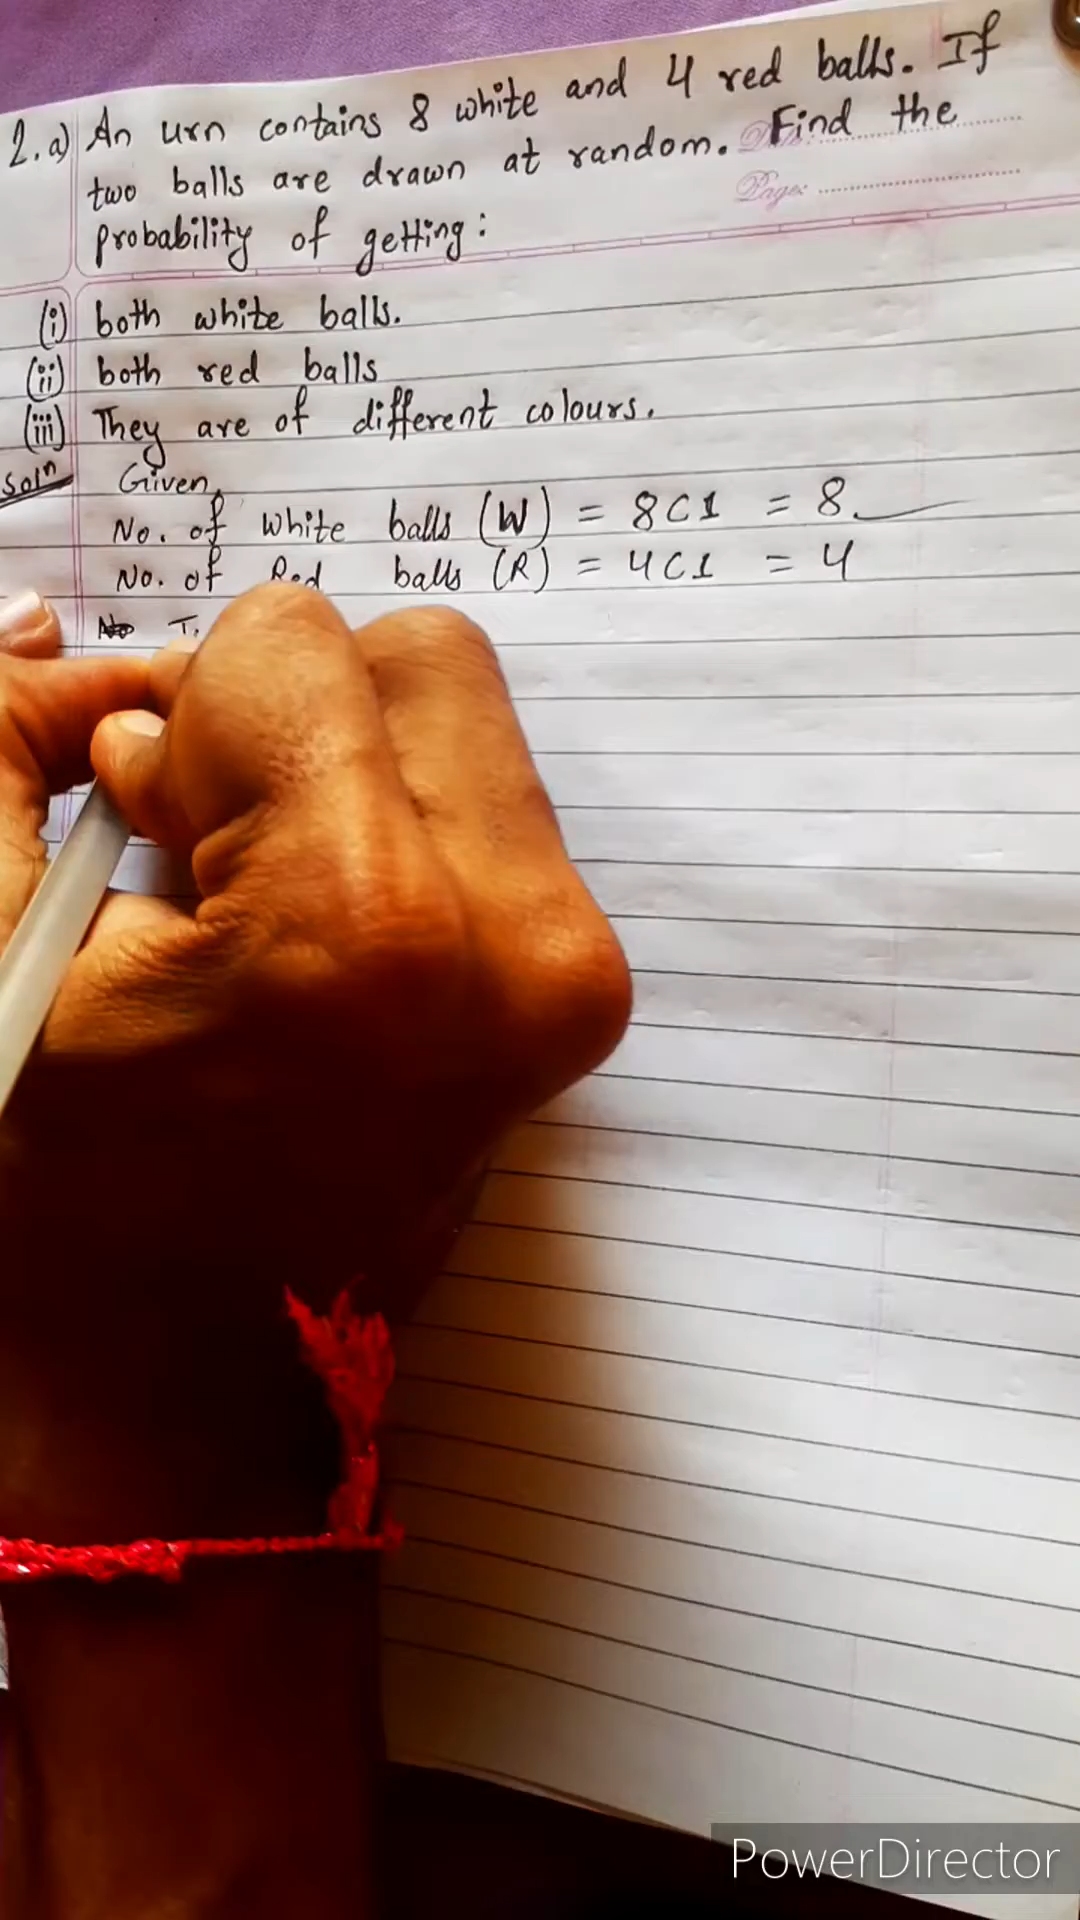 2.a) An urn contains 8 white and 4 red balls. If
two balls are drawn at random. Find the
Page:
probability of getting:
(i) both white balls.
(ii) both red balls
(iii) They are of different colours.
Soln Given,
No. of white balls (W) = 8C1 = 8
No. of Red balls (R) = 4C1 = 4
PowerDirector